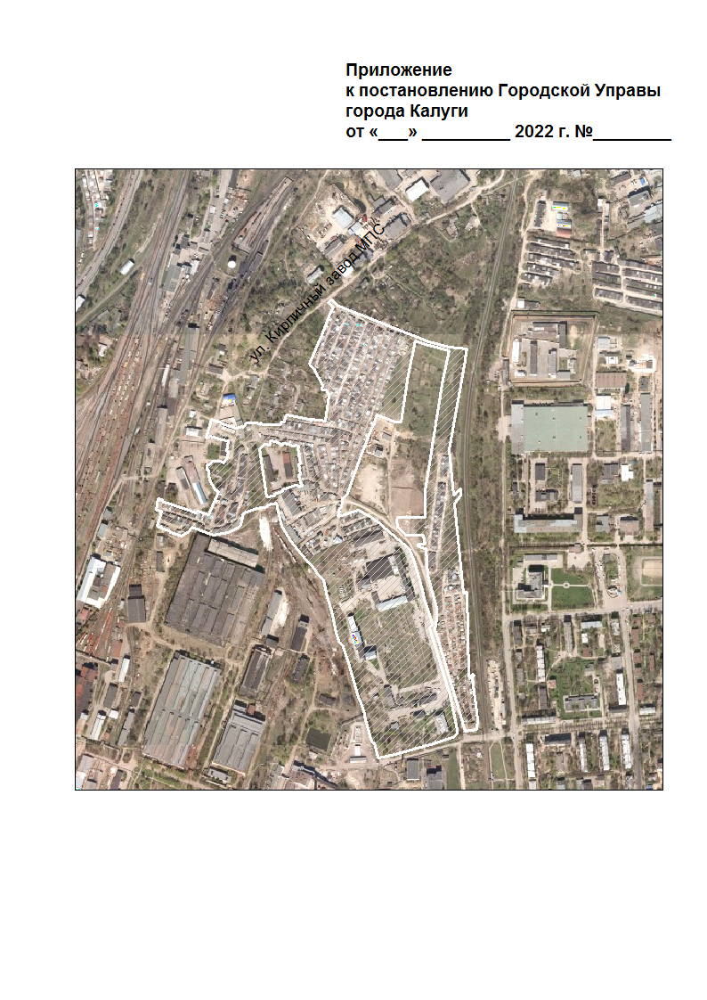 Приложение
к постановлению Городской Управы
города Калуги
от «___» _________ 2022 г. №________
ул. Кирпичный завод МПС